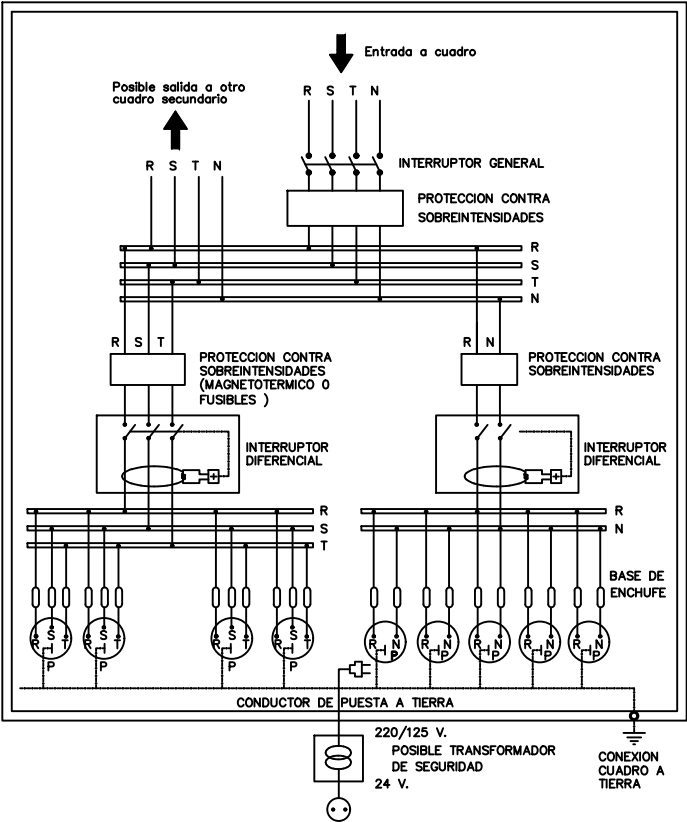 Entrada a cuadro
Posible salida a otro
cuadro secundario
R S T N
R S T N
INTERRUPTOR GENERAL
PROTECCION CONTRA
SOBREINTENSIDADES
R
S
T
N
R S T
R N
PROTECCION CONTRA
SOBREINTENSIDADES
(MAGNETOTERMICO O
FUSIBLES )
PROTECCION CONTRA
SOBREINTENSIDADES
INTERRUPTOR
DIFERENCIAL
INTERRUPTOR
DIFERENCIAL
R
S
T
R
N
BASE DE
ENCHUFE
R S T R S T R S T R S T R N R N R N R N R N
P P P P P P P P P
CONDUCTOR DE PUESTA A TIERRA
220/125 V.
POSIBLE TRANSFORMADOR
DE SEGURIDAD
24 V.
CONEXION
CUADRO A
TIERRA